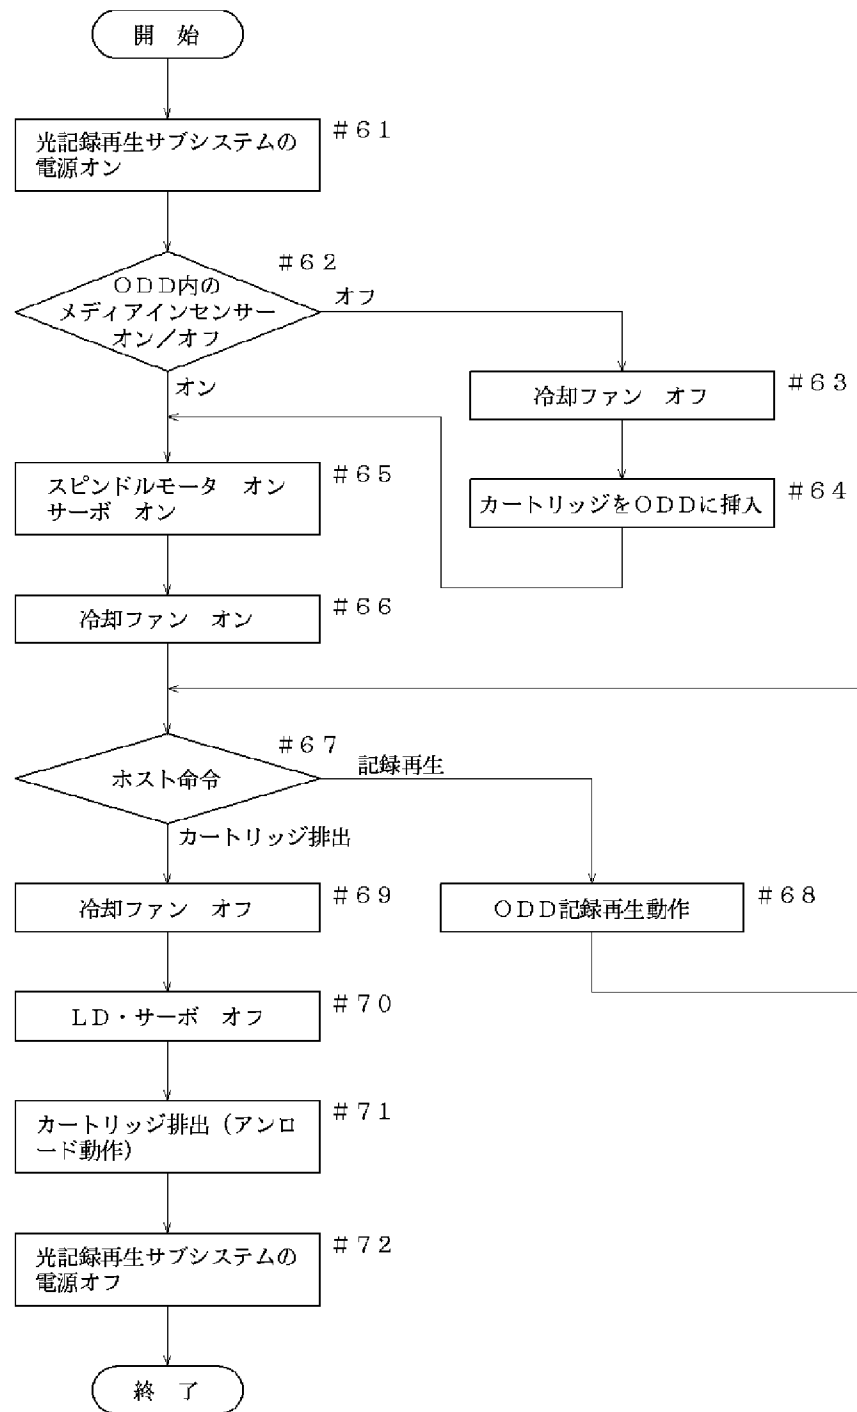 開　始
光記録再生サブシステムの
電源オン
＃６１
＃６２
ＯＤＤ内の
メディアインセンサー
オン／オフ
オフ
オン
冷却ファン　オフ
＃６３
カートリッジをＯＤＤに挿入
＃６４
スピンドルモータ　オン
サーボ　オン
＃６５
冷却ファン　オン
＃６６
＃６７
ホスト命令
記録再生
カートリッジ排出
冷却ファン　オフ
＃６９
ＯＤＤ記録再生動作
＃６８
ＬＤ・サーボ　オフ
＃７０
カートリッジ排出（アンロ
ード動作）
＃７１
光記録再生サブシステムの
電源オフ
＃７２
終　了